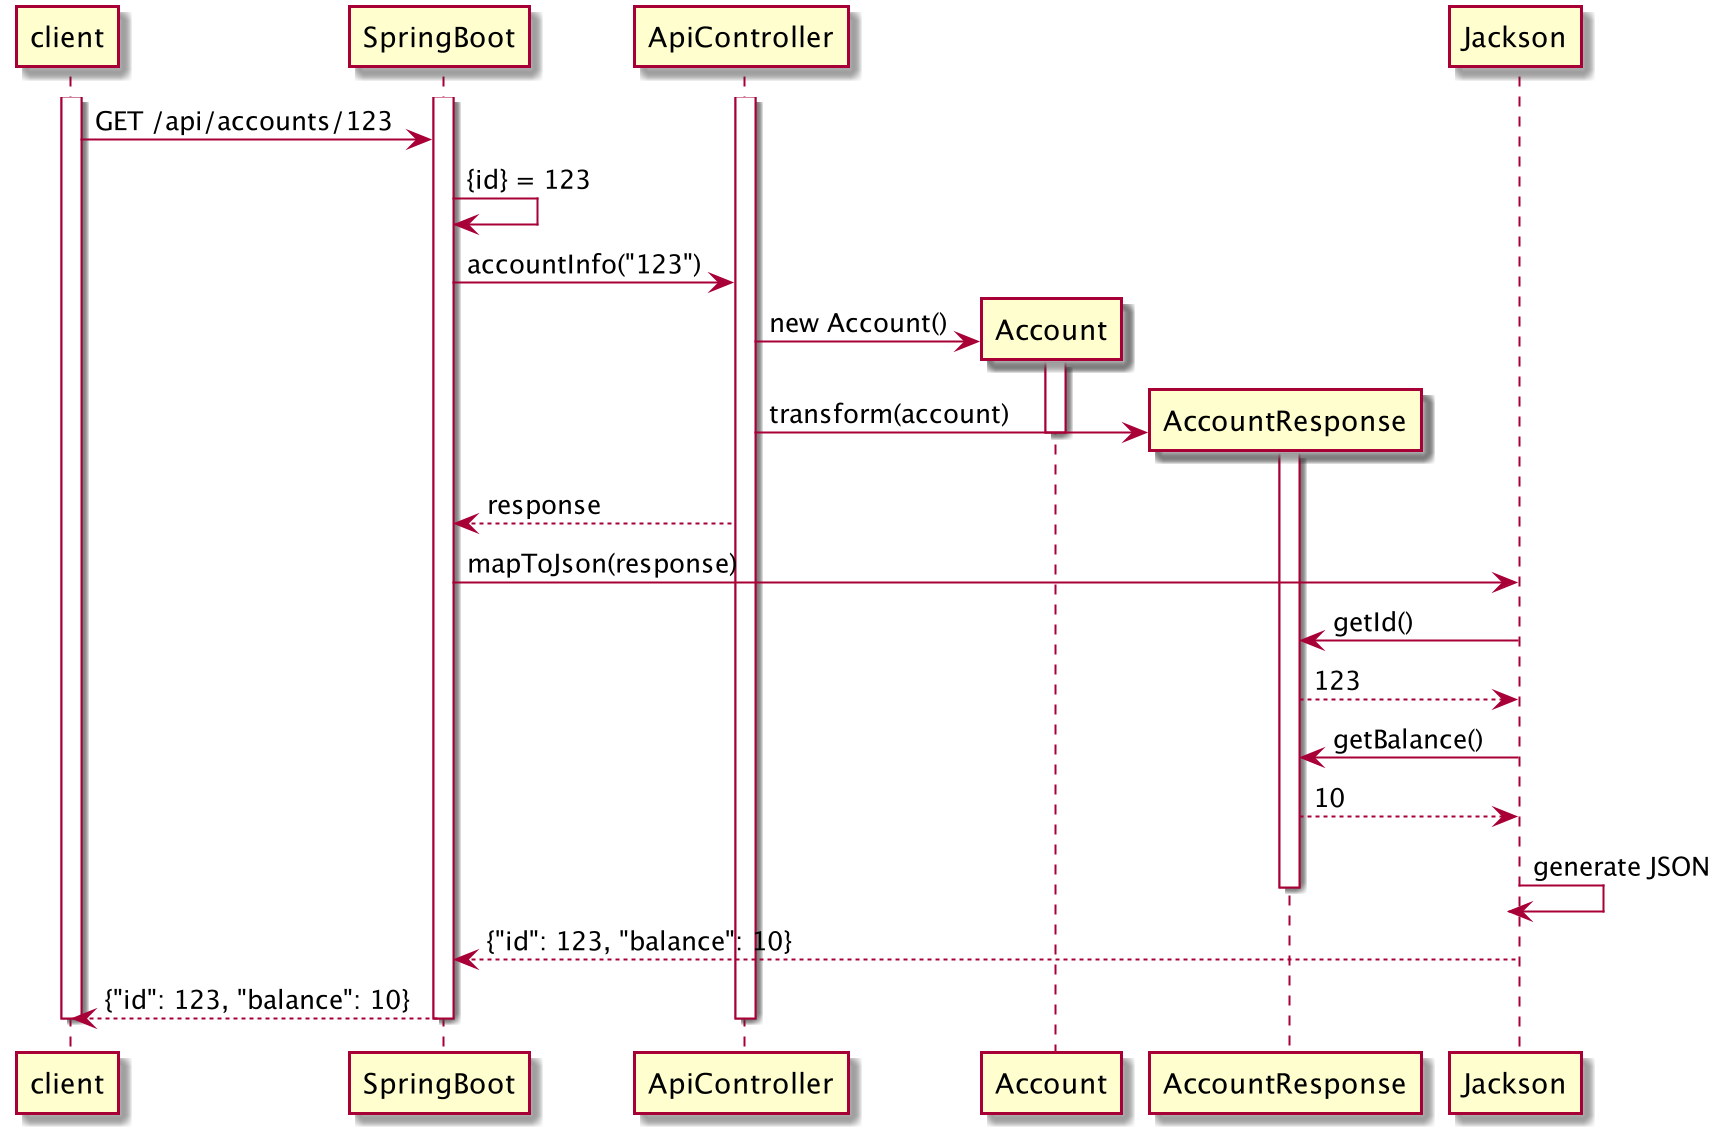 client
SpringBoot
ApiController
Jackson
GET /api/accounts/123
{id} = 123
accountInfo("123")
new Account()
Account
transform(account)
AccountResponse
response
mapToJson(response)
getId()
123
getBalance()
10
generate JSON
{"id": 123, "balance": 10}
{"id": 123, "balance": 10}
client
SpringBoot
ApiController
Account
AccountResponse
Jackson